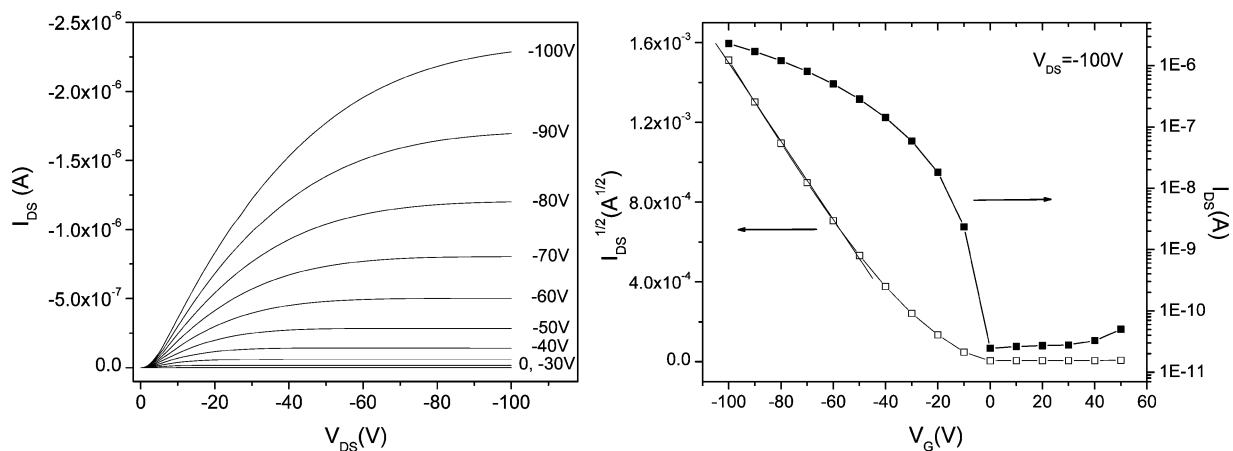 -2.5x10⁻⁶
-2.0x10⁻⁶
-1.5x10⁻⁶
-1.0x10⁻⁶
-5.0x10⁻⁷
0.0
I_DS (A)
-100V
-90V
-80V
-70V
-60V
-50V
-40V
0, -30V
0 -20 -40 -60 -80 -100
V_DS(V)
1.6x10⁻³
1.2x10⁻³
8.0x10⁻⁴
4.0x10⁻⁴
0.0
I_DS^1/2(A^1/2)
V_DS=-100V
1E-6
1E-7
1E-8
1E-9
1E-10
1E-11
I_DS(A)
-100 -80 -60 -40 -20 0 20 40 60
V_G(V)